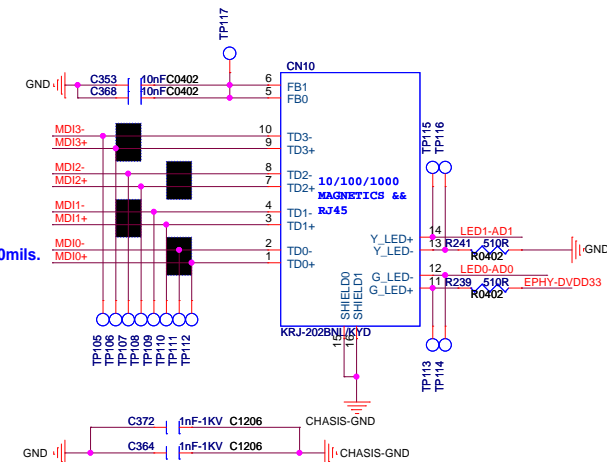 TP117
CN10
GND
C353
10nF
C0402
6
FB1
C368
10nF
C0402
5
FB0
MDI3-
10
TD3-
MDI3+
9
TD3+
MDI2-
8
TD2-
MDI2+
7
TD2+
MDI1-
4
TD1-
MDI1+
3
TD1+
MDI0-
2
TD0-
MDI0+
1
TD0+
0mils.
10/100/1000
MAGNETICS &&
RJ45
TP115
TP116
Y_LED+
14
LED1-AD1
Y_LED-
13
R241
510R
R0402
GND
G_LED-
12
LED0-AD0
G_LED+
11
R239
510R
R0402
EPHY-DVDD33
SHIELD0
SHIELD1
KRJ-202BNL/KYD
15
16
TP105
TP106
TP107
TP108
TP109
TP110
TP111
TP112
TP113
TP114
CHASIS-GND
C372
1nF-1KV
C1206
GND
C364
1nF-1KV
C1206
CHASIS-GND